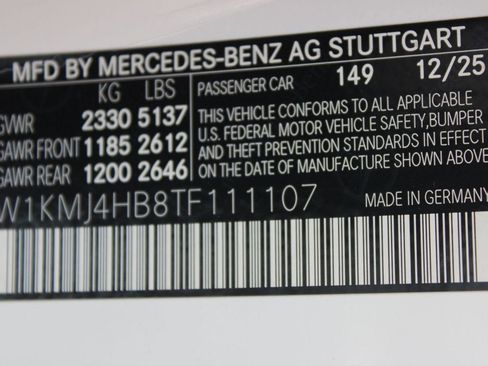 MFD BY MERCEDES-BENZ AG STUTTGART
KG LBS
PASSENGER CAR 149 12/25
GVWR 2330 5137
GAWR FRONT 1185 2612
GAWR REAR 1200 2646
THIS VEHICLE CONFORMS TO ALL APPLICABLE
U.S. FEDERAL MOTOR VEHICLE SAFETY, BUMPER
AND THEFT PREVENTION STANDARDS IN EFFECT
ON THE DATE OF MANUFACTURE SHOWN ABOVE.
W1KMJ4HB8TF111107
MADE IN GERMANY